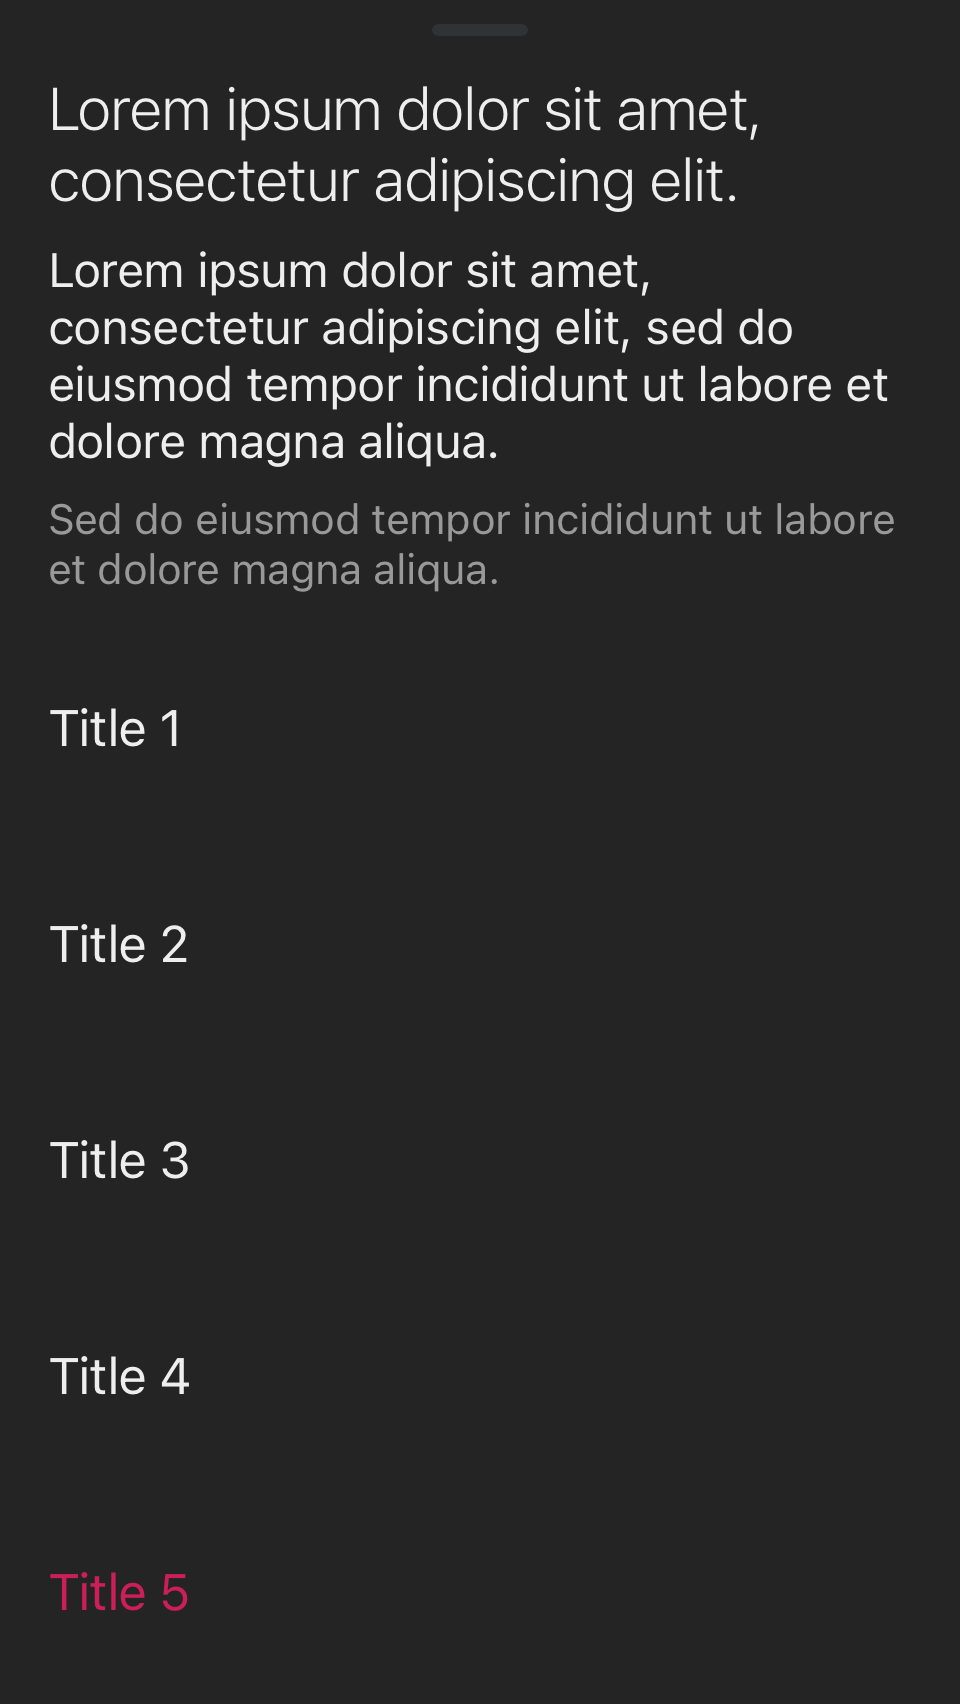 Lorem ipsum dolor sit amet,
consectetur adipiscing elit.
Lorem ipsum dolor sit amet,
consectetur adipiscing elit, sed do
eiusmod tempor incididunt ut labore et
dolore magna aliqua.
Sed do eiusmod tempor incididunt ut labore
et dolore magna aliqua.
Title 1
Title 2
Title 3
Title 4
Title 5